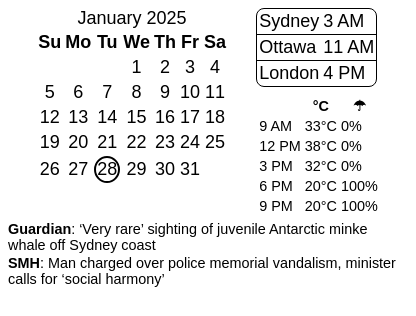 January 2025
Su Mo Tu We Th Fr Sa
1 2 3 4
5 6 7 8 9 10 11
12 13 14 15 16 17 18
19 20 21 22 23 24 25
26 27 28 29 30 31
Sydney 3 AM
Ottawa 11 AM
London 4 PM
°C ☂
9 AM 33°C 0%
12 PM 38°C 0%
3 PM 32°C 0%
6 PM 20°C 100%
9 PM 20°C 100%
Guardian: ‘Very rare’ sighting of juvenile Antarctic minke
whale off Sydney coast
SMH: Man charged over police memorial vandalism, minister
calls for ‘social harmony’